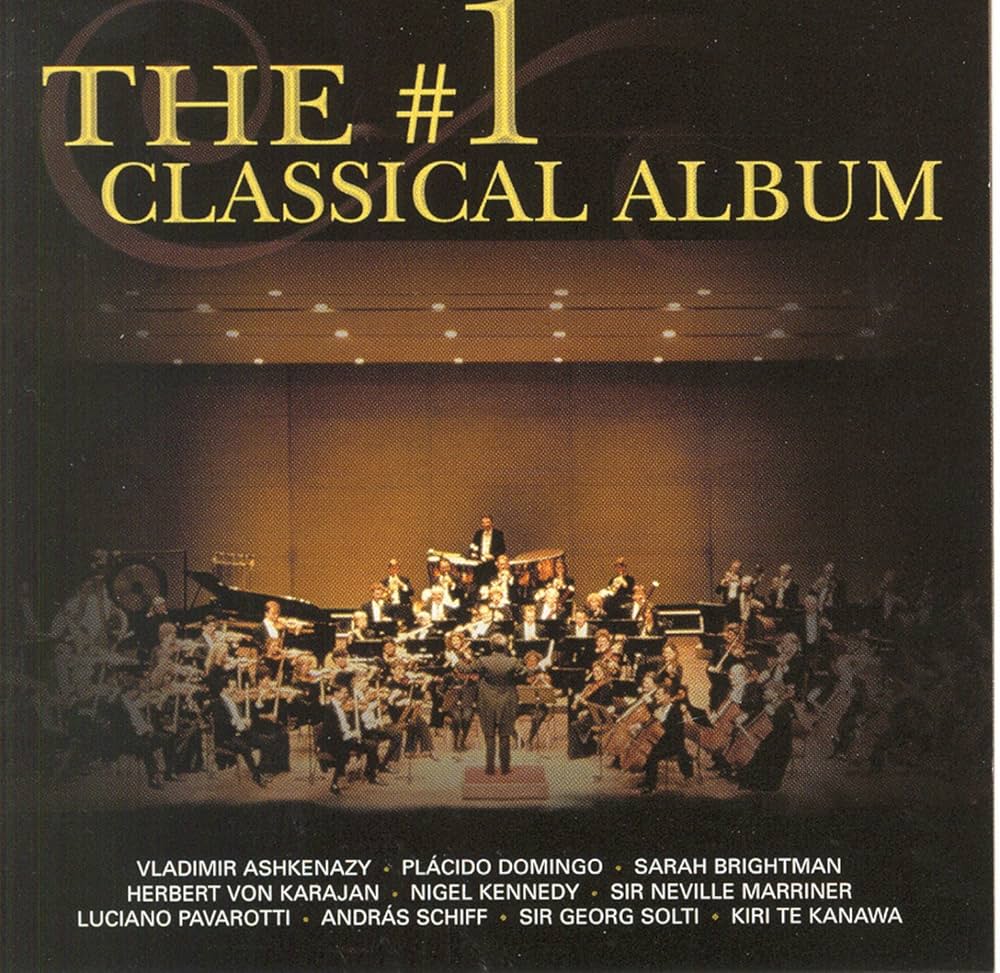 THE #1
CLASSICAL ALBUM
VLADIMIR ASHKENAZY · PLÁCIDO DOMINGO · SARAH BRIGHTMAN
HERBERT VON KARAJAN · NIGEL KENNEDY · SIR NEVILLE MARRINER
LUCIANO PAVAROTTI · ANDRÁS SCHIFF · SIR GEORG SOLTI · KIRI TE KANAWA